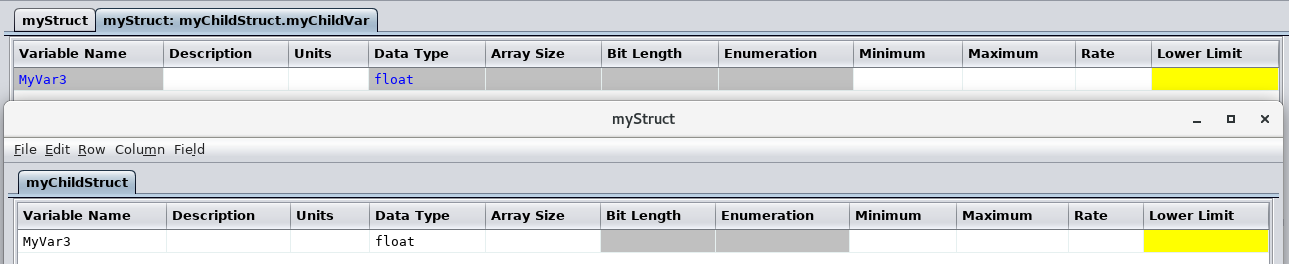 myStruct myStruct: myChildStruct.myChildVar
Variable Name Description Units Data Type Array Size Bit Length Enumeration Minimum Maximum Rate Lower Limit
MyVar3 float
myStruct
File Edit Row Column Field
myChildStruct
Variable Name Description Units Data Type Array Size Bit Length Enumeration Minimum Maximum Rate Lower Limit
MyVar3 float